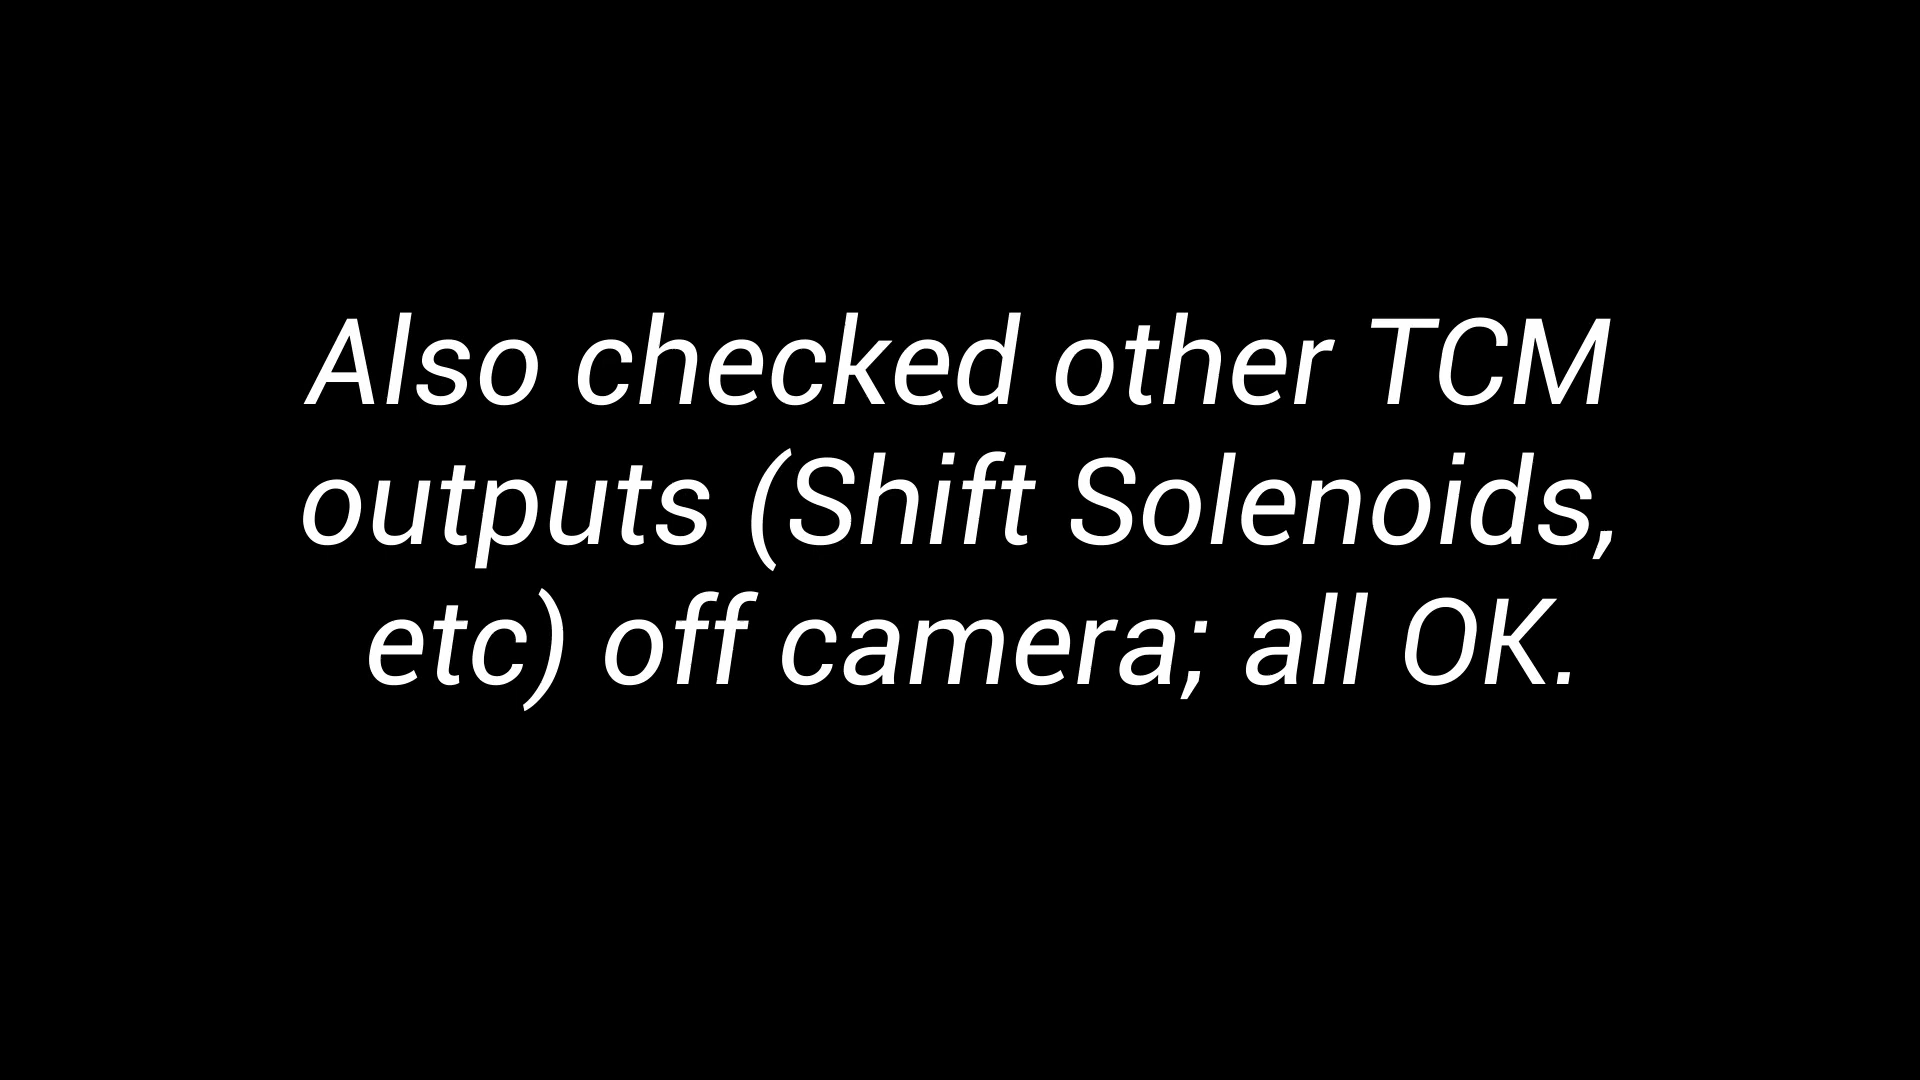 Also checked other TCM
outputs (Shift Solenoids,
etc) off camera; all OK.